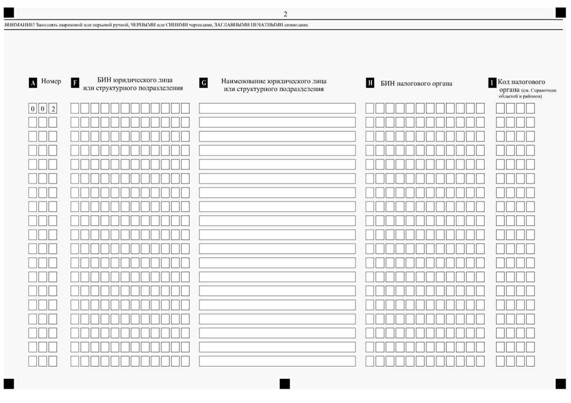 2
ВНИМАНИЕ! Заполнять шариковой или перьевой ручкой, ЧЕРНЫМИ или СИНИМИ чернилами, ЗАГЛАВНЫМИ ПЕЧАТНЫМИ символами.
A Номер F БИН юридического лица или структурного подразделения G Наименование юридического лица или структурного подразделения H БИН налогового органа I Код налогового органа (см. Справочник областей и районов)
0 0 2